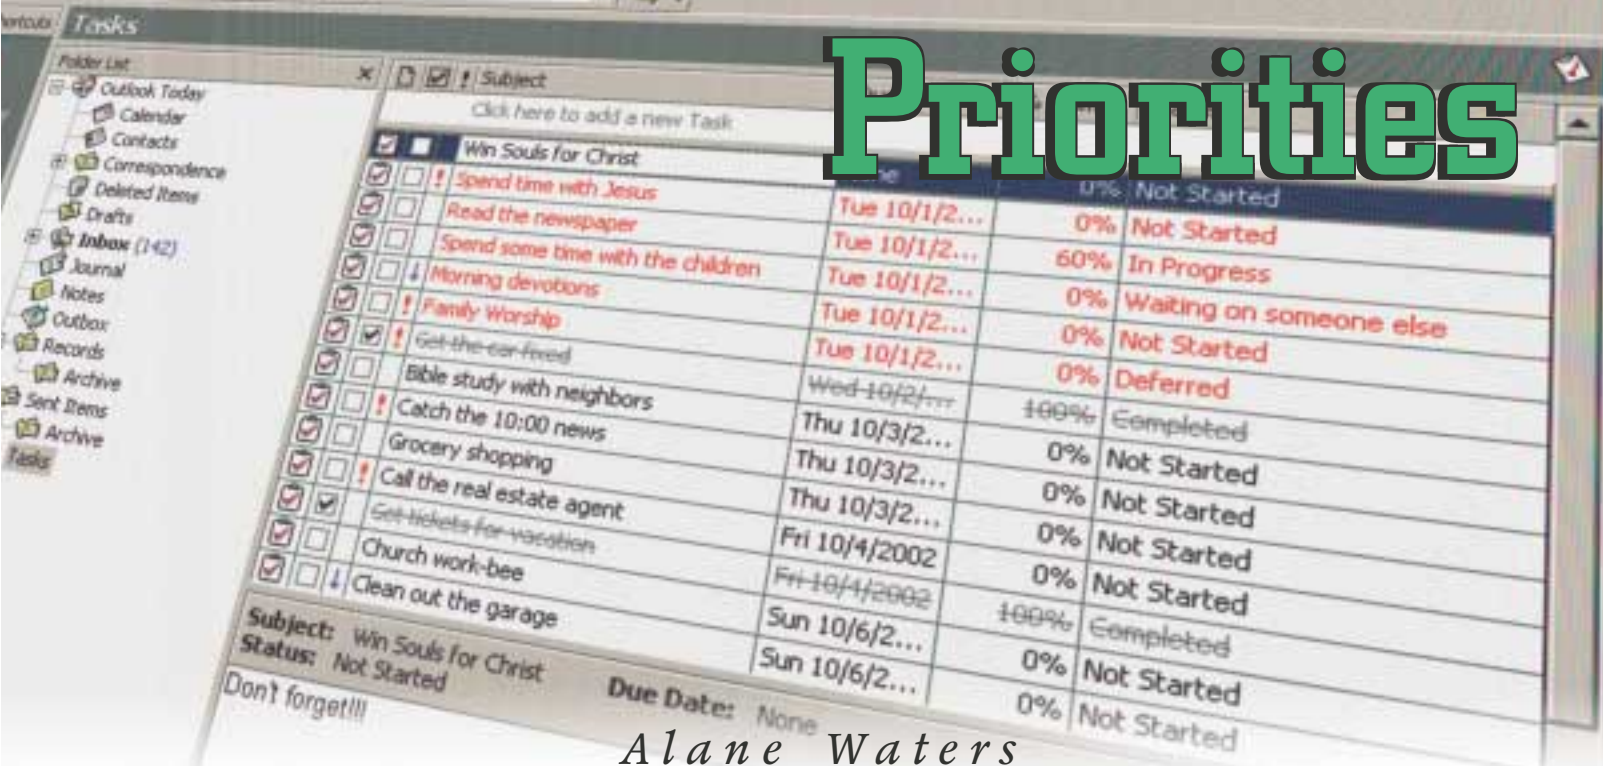 Shortcuts
Tasks
Priorities
Folder List
Outlook Today
Calendar
Contacts
Correspondence
Deleted Items
Drafts
Inbox (142)
Journal
Notes
Outbox
Records
Archive
Sent Items
Archive
Tasks
! Subject
Click here to add a new Task
Win Souls for Christ 0% Not Started
! Spend time with Jesus Tue 10/1/2... 0% Not Started
Read the newspaper Tue 10/1/2... 60% In Progress
Spend some time with the children Tue 10/1/2... 0% Waiting on someone else
↓ Morning devotions Tue 10/1/2... 0% Not Started
! Family Worship Tue 10/1/2... 0% Deferred
! Get the car fixed Wed 10/2/... 100% Completed
Bible study with neighbors Thu 10/3/2... 0% Not Started
! Catch the 10:00 news Thu 10/3/2... 0% Not Started
Grocery shopping Thu 10/3/2... 0% Not Started
! Call the real estate agent Fri 10/4/2002 0% Not Started
Get tickets for vacation Fri 10/4/2002 100% Completed
Church work-bee Sun 10/6/2... 0% Not Started
↓ Clean out the garage Sun 10/6/2... 0% Not Started
Subject: Win Souls for Christ
Status: Not Started Due Date: None
Don't forget!!!
Alane Waters